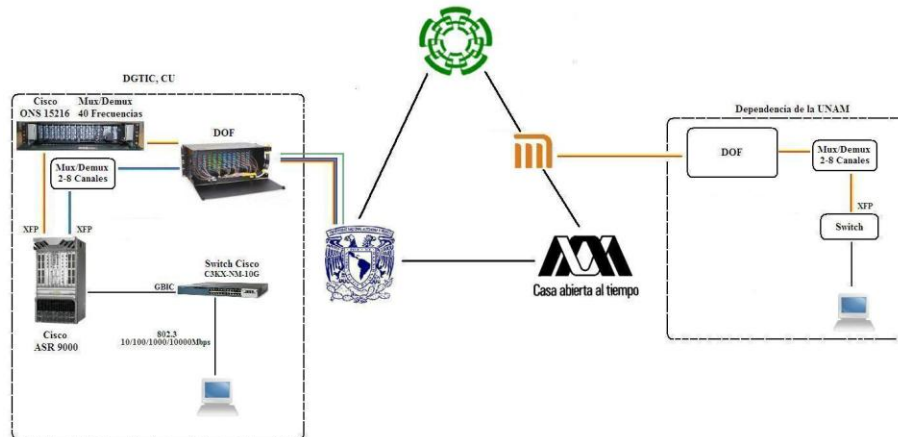 DGTIC, CU
Cisco Mux/Demux
ONS 15216 40 Frecuencias
DOF
Mux/Demux
2-8 Canales
XFP XFP
Switch Cisco
C3KX-NM-10G
GBIC
Cisco
ASR 9000
802.3
10/100/1000/10000Mbps
Casa abierta al tiempo
Dependencia de la UNAM
DOF
Mux/Demux
2-8 Canales
XFP
Switch